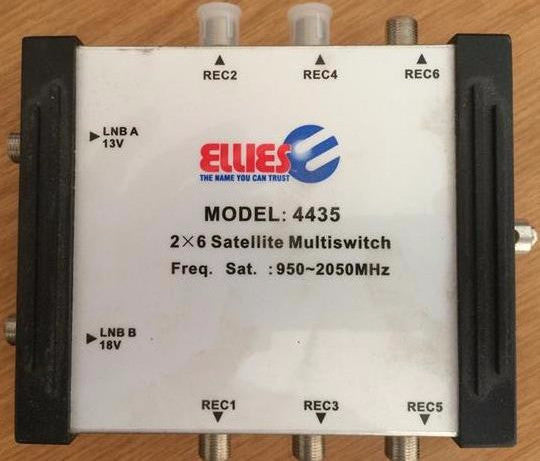 REC2
REC4
REC6
LNB A
13V
ELLIES
THE NAME YOU CAN TRUST
MODEL: 4435
2×6 Satellite Multiswitch
Freq. Sat. :950~2050MHz
LNB B
18V
REC1
REC3
REC5